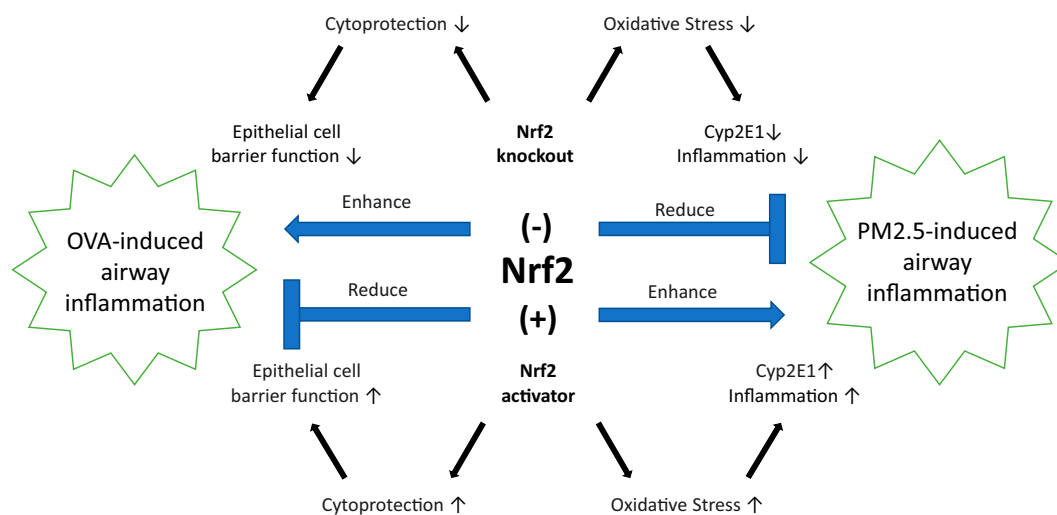 Cytoprotection ↓
Oxidative Stress ↓
Epithelial cell
barrier function ↓
Nrf2
knockout
Cyp2E1↓
Inflammation ↓
Enhance
(-)
Reduce
OVA-induced
airway
inflammation
Nrf2
PM2.5-induced
airway
inflammation
Reduce
(+)
Enhance
Epithelial cell
barrier function ↑
Nrf2
activator
Cyp2E1↑
Inflammation ↑
Cytoprotection ↑
Oxidative Stress ↑